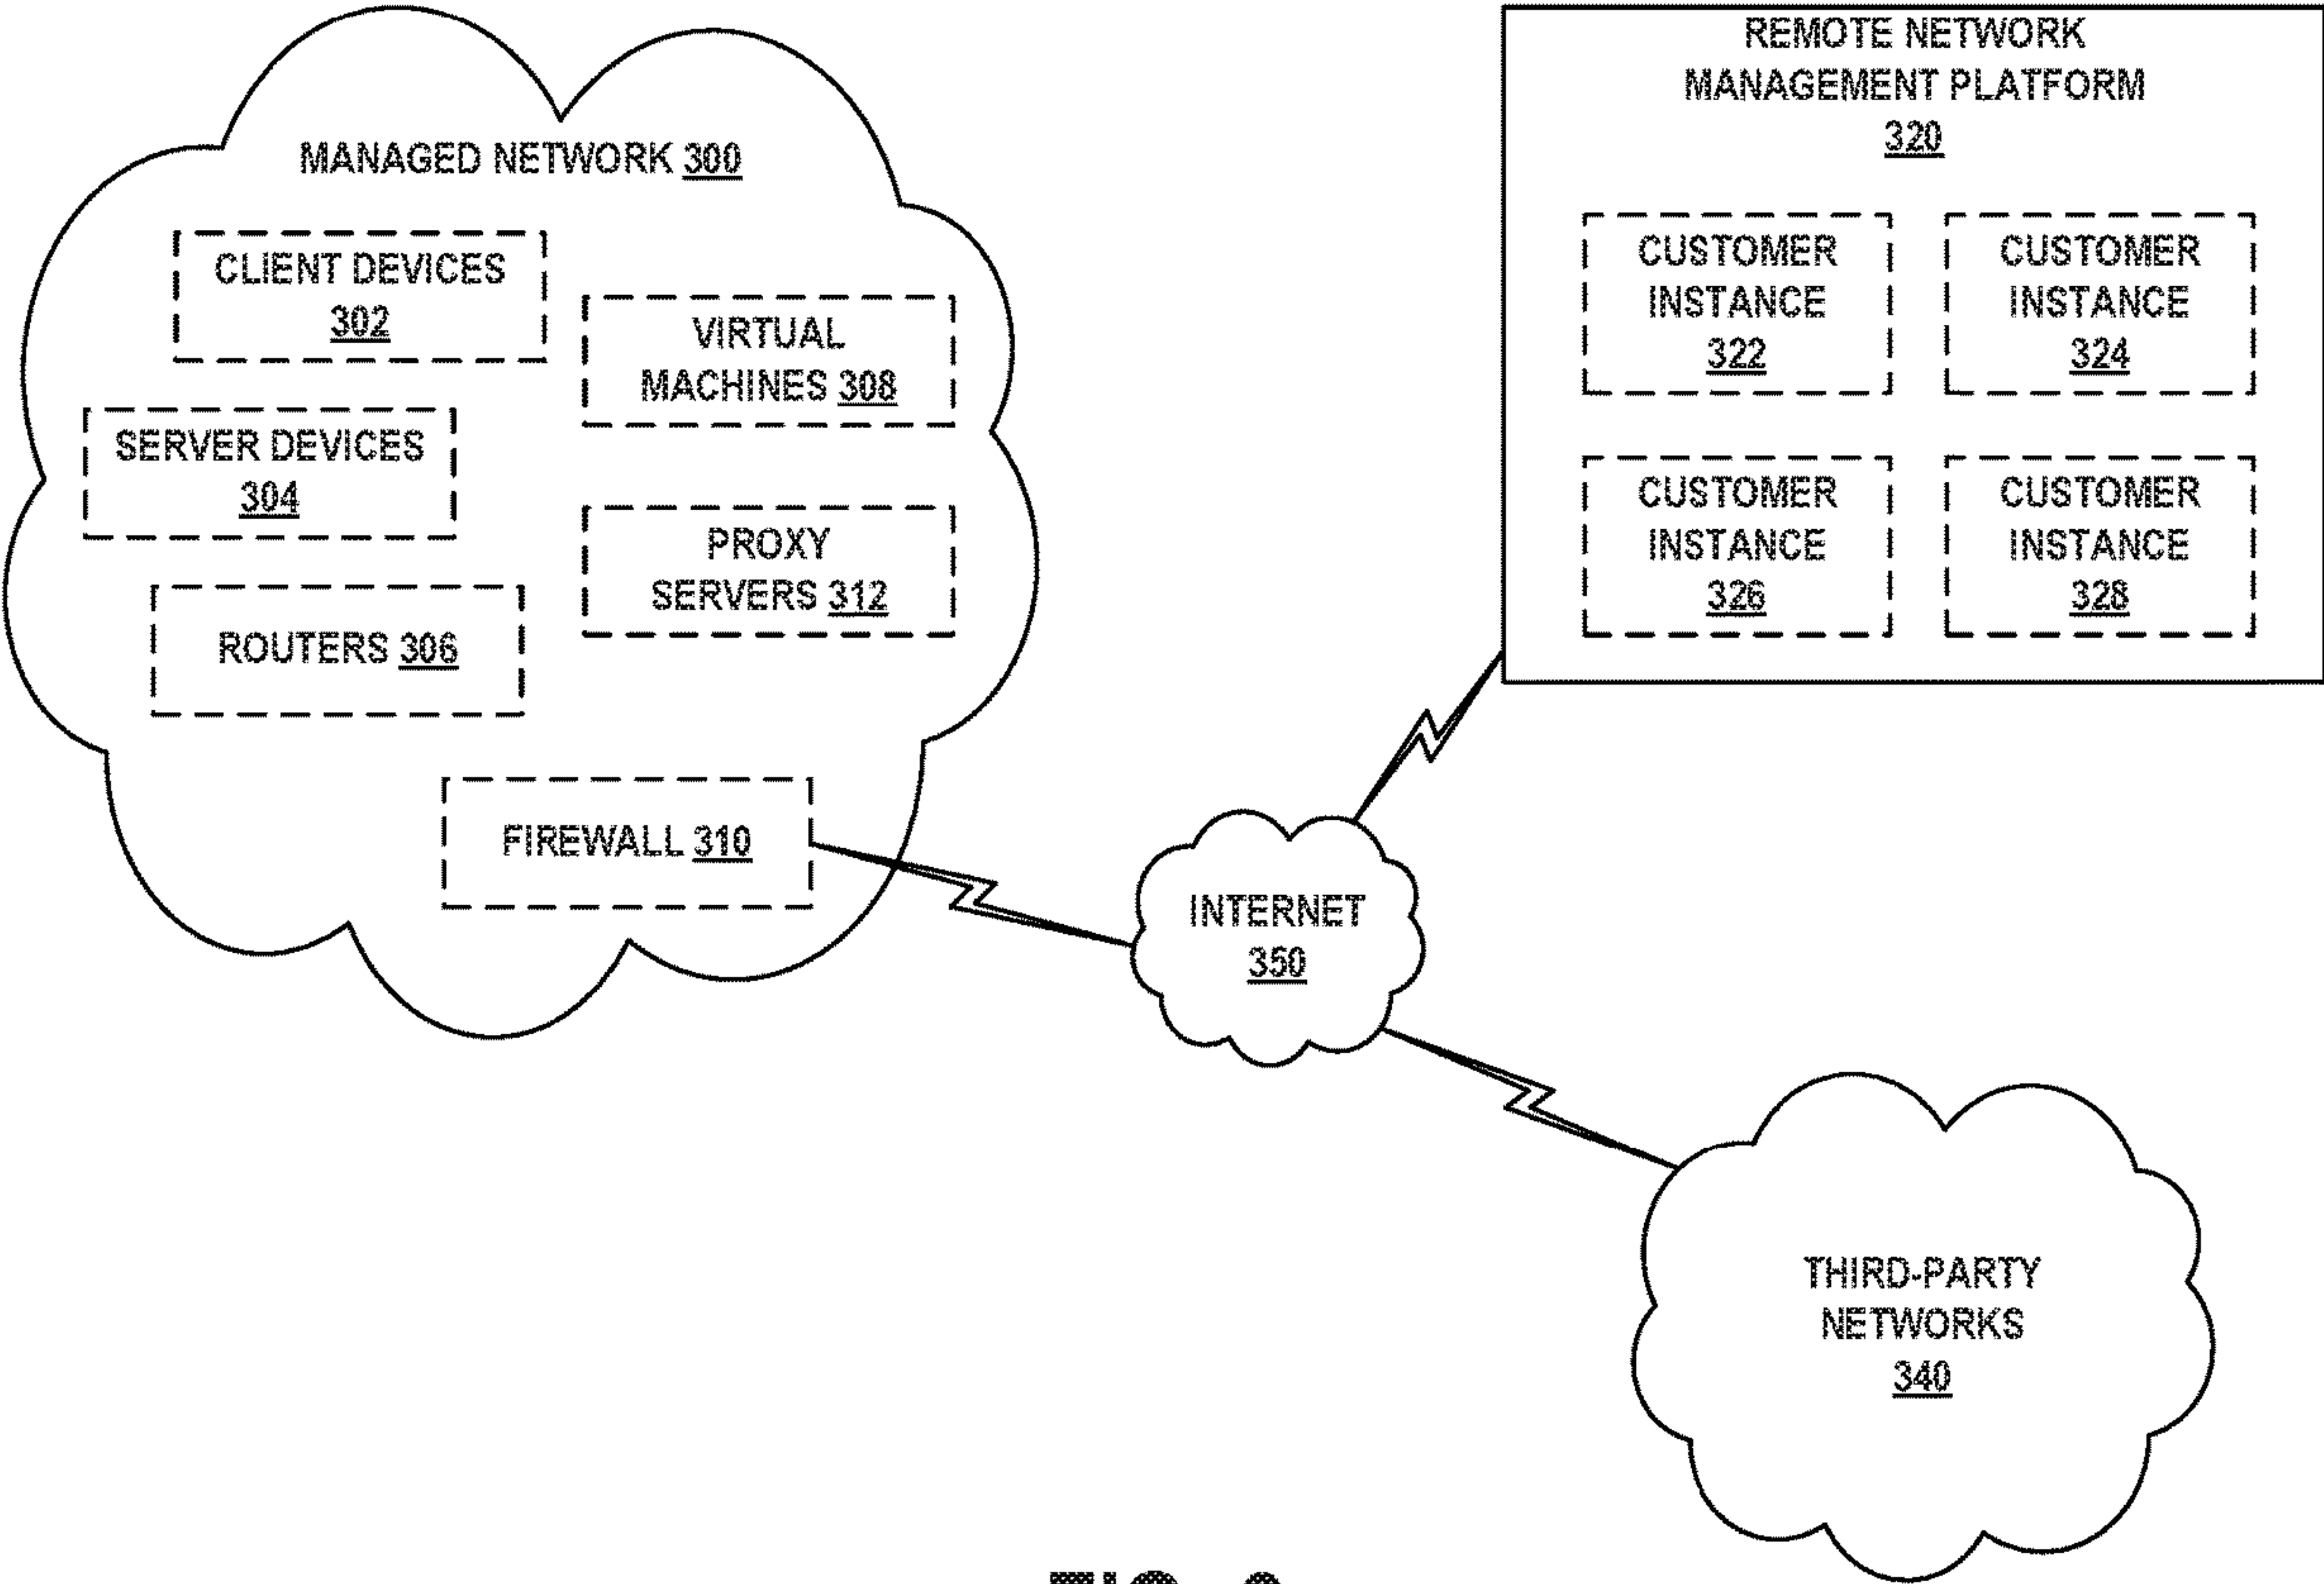 MANAGED NETWORK 300
CLIENT DEVICES
302
VIRTUAL
MACHINES 308
SERVER DEVICES
304
PROXY
SERVERS 312
ROUTERS 306
FIREWALL 310
REMOTE NETWORK
MANAGEMENT PLATFORM
320
CUSTOMER
INSTANCE
322
CUSTOMER
INSTANCE
324
CUSTOMER
INSTANCE
326
CUSTOMER
INSTANCE
328
INTERNET
350
THIRD-PARTY
NETWORKS
340